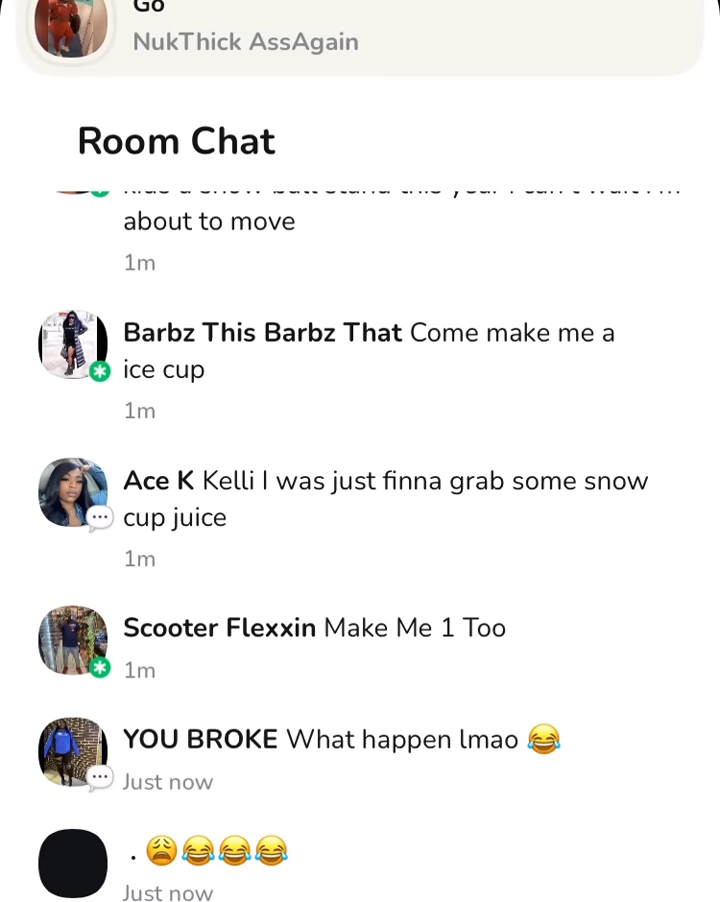 Go
NukThick AssAgain
Room Chat
about to move
1m
Barbz This Barbz That Come make me a
ice cup
1m
Ace K Kelli I was just finna grab some snow
cup juice
1m
Scooter Flexxin Make Me 1 Too
1m
YOU BROKE What happen lmao 😂
Just now
. 😩😂😂😂
Just now